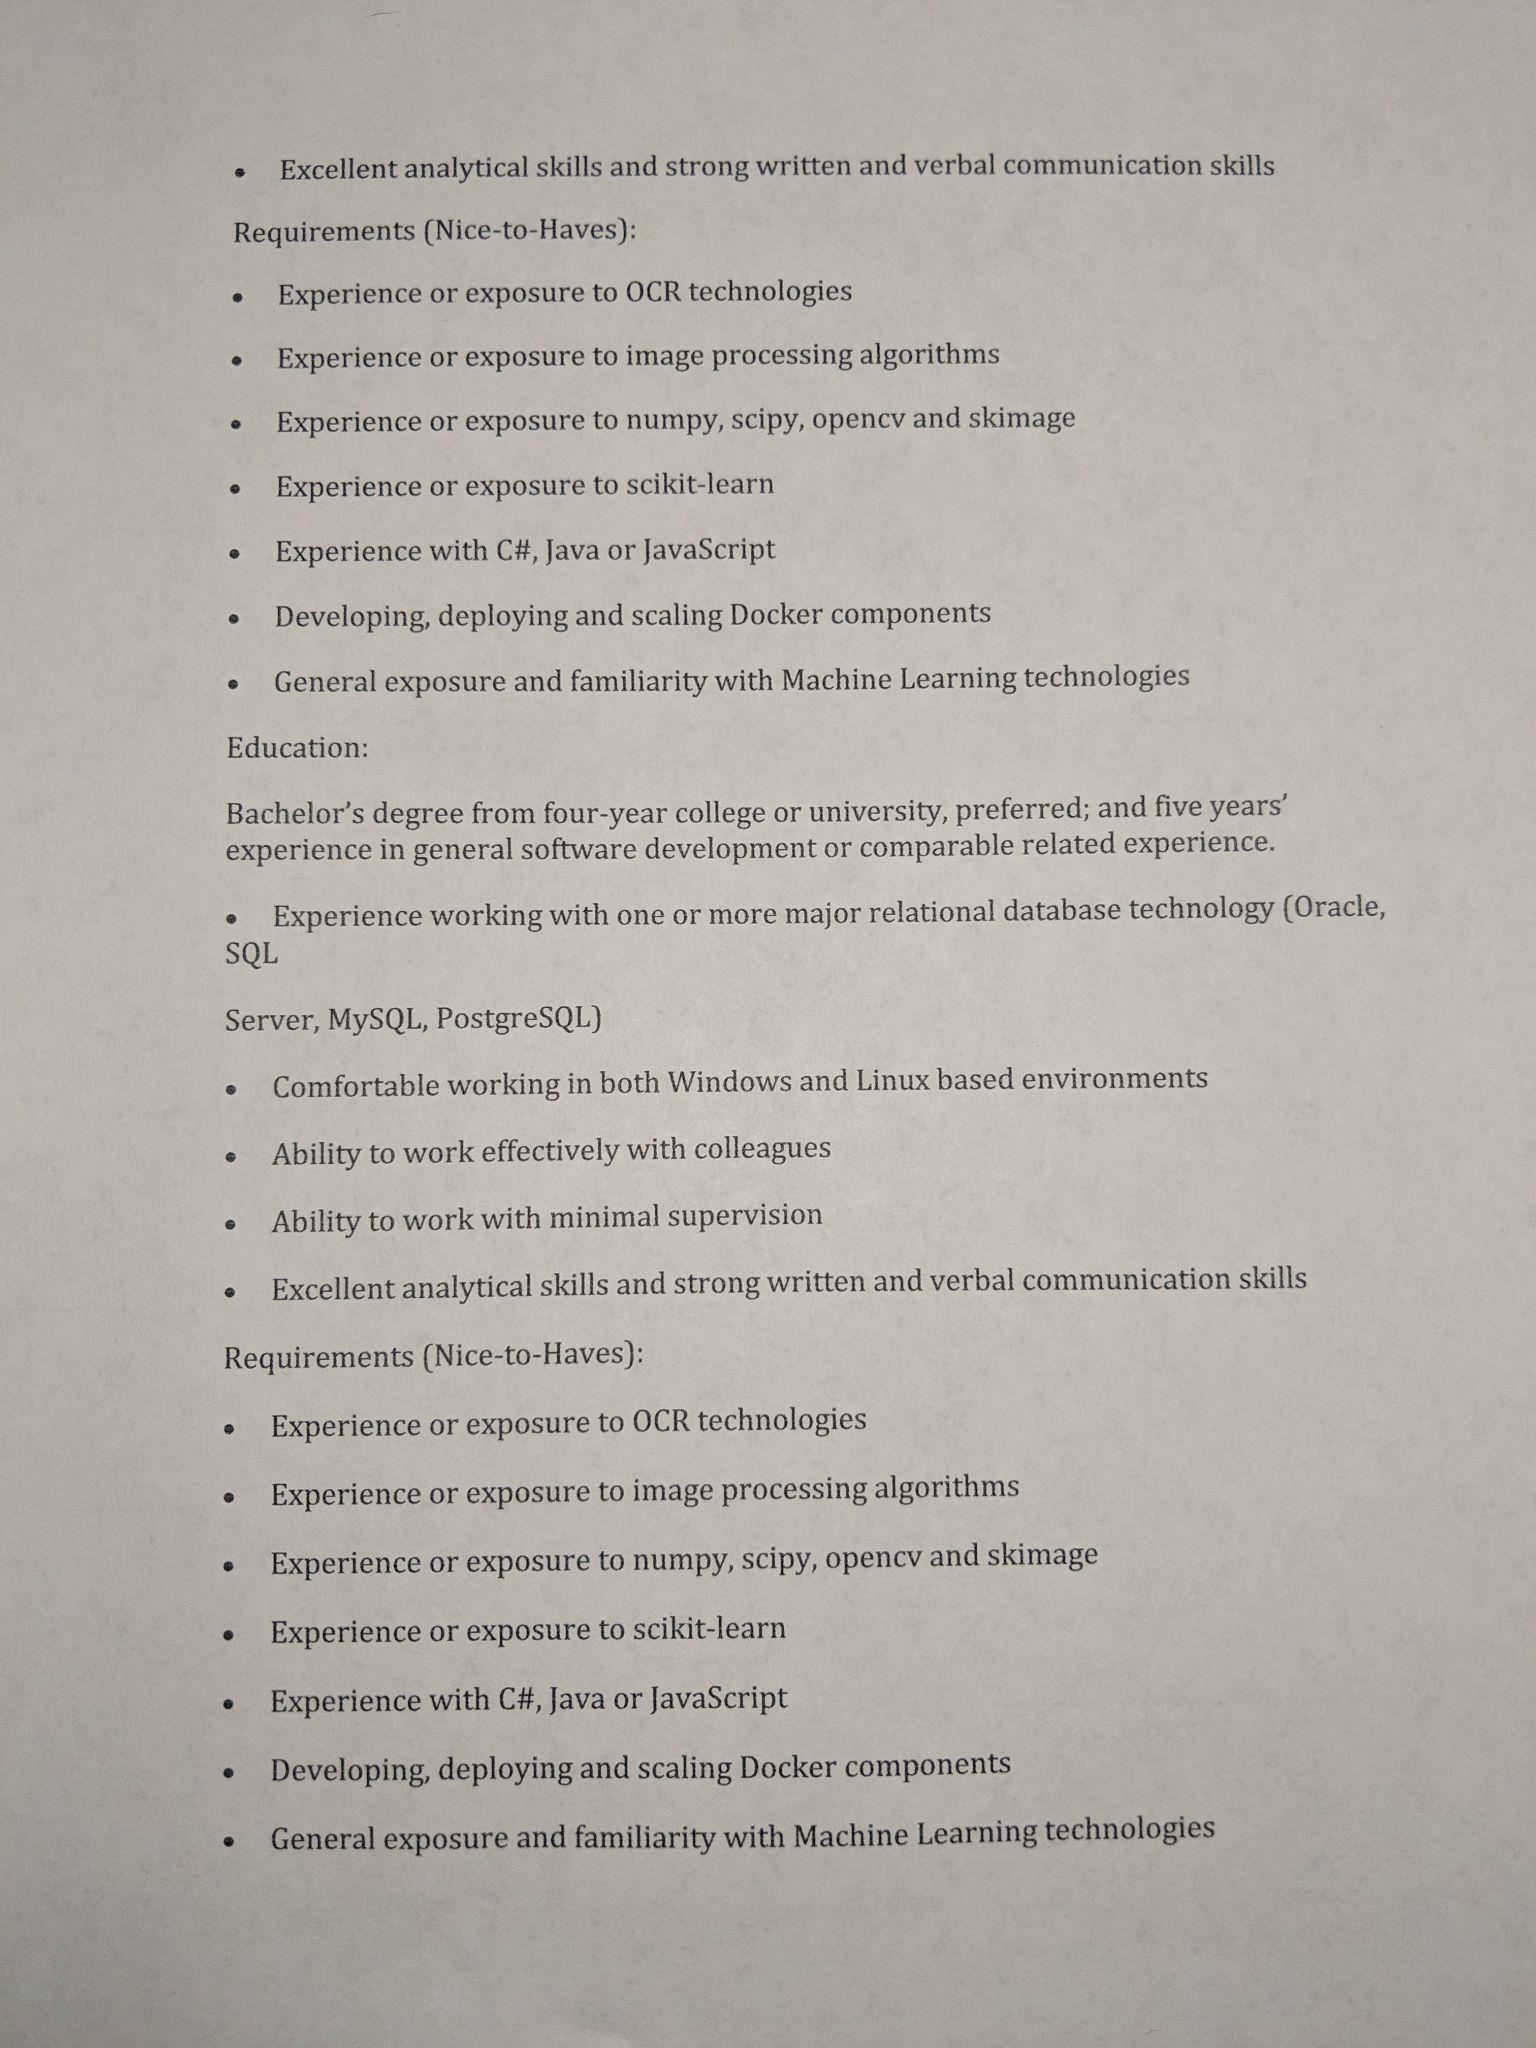 • Excellent analytical skills and strong written and verbal communication skills
Requirements (Nice-to-Haves):
• Experience or exposure to OCR technologies
• Experience or exposure to image processing algorithms
• Experience or exposure to numpy, scipy, opencv and skimage
• Experience or exposure to scikit-learn
• Experience with C#, Java or JavaScript
• Developing, deploying and scaling Docker components
• General exposure and familiarity with Machine Learning technologies
Education:
Bachelor’s degree from four-year college or university, preferred; and five years’
experience in general software development or comparable related experience.
• Experience working with one or more major relational database technology (Oracle,
SQL
Server, MySQL, PostgreSQL)
• Comfortable working in both Windows and Linux based environments
• Ability to work effectively with colleagues
• Ability to work with minimal supervision
• Excellent analytical skills and strong written and verbal communication skills
Requirements (Nice-to-Haves):
• Experience or exposure to OCR technologies
• Experience or exposure to image processing algorithms
• Experience or exposure to numpy, scipy, opencv and skimage
• Experience or exposure to scikit-learn
• Experience with C#, Java or JavaScript
• Developing, deploying and scaling Docker components
• General exposure and familiarity with Machine Learning technologies